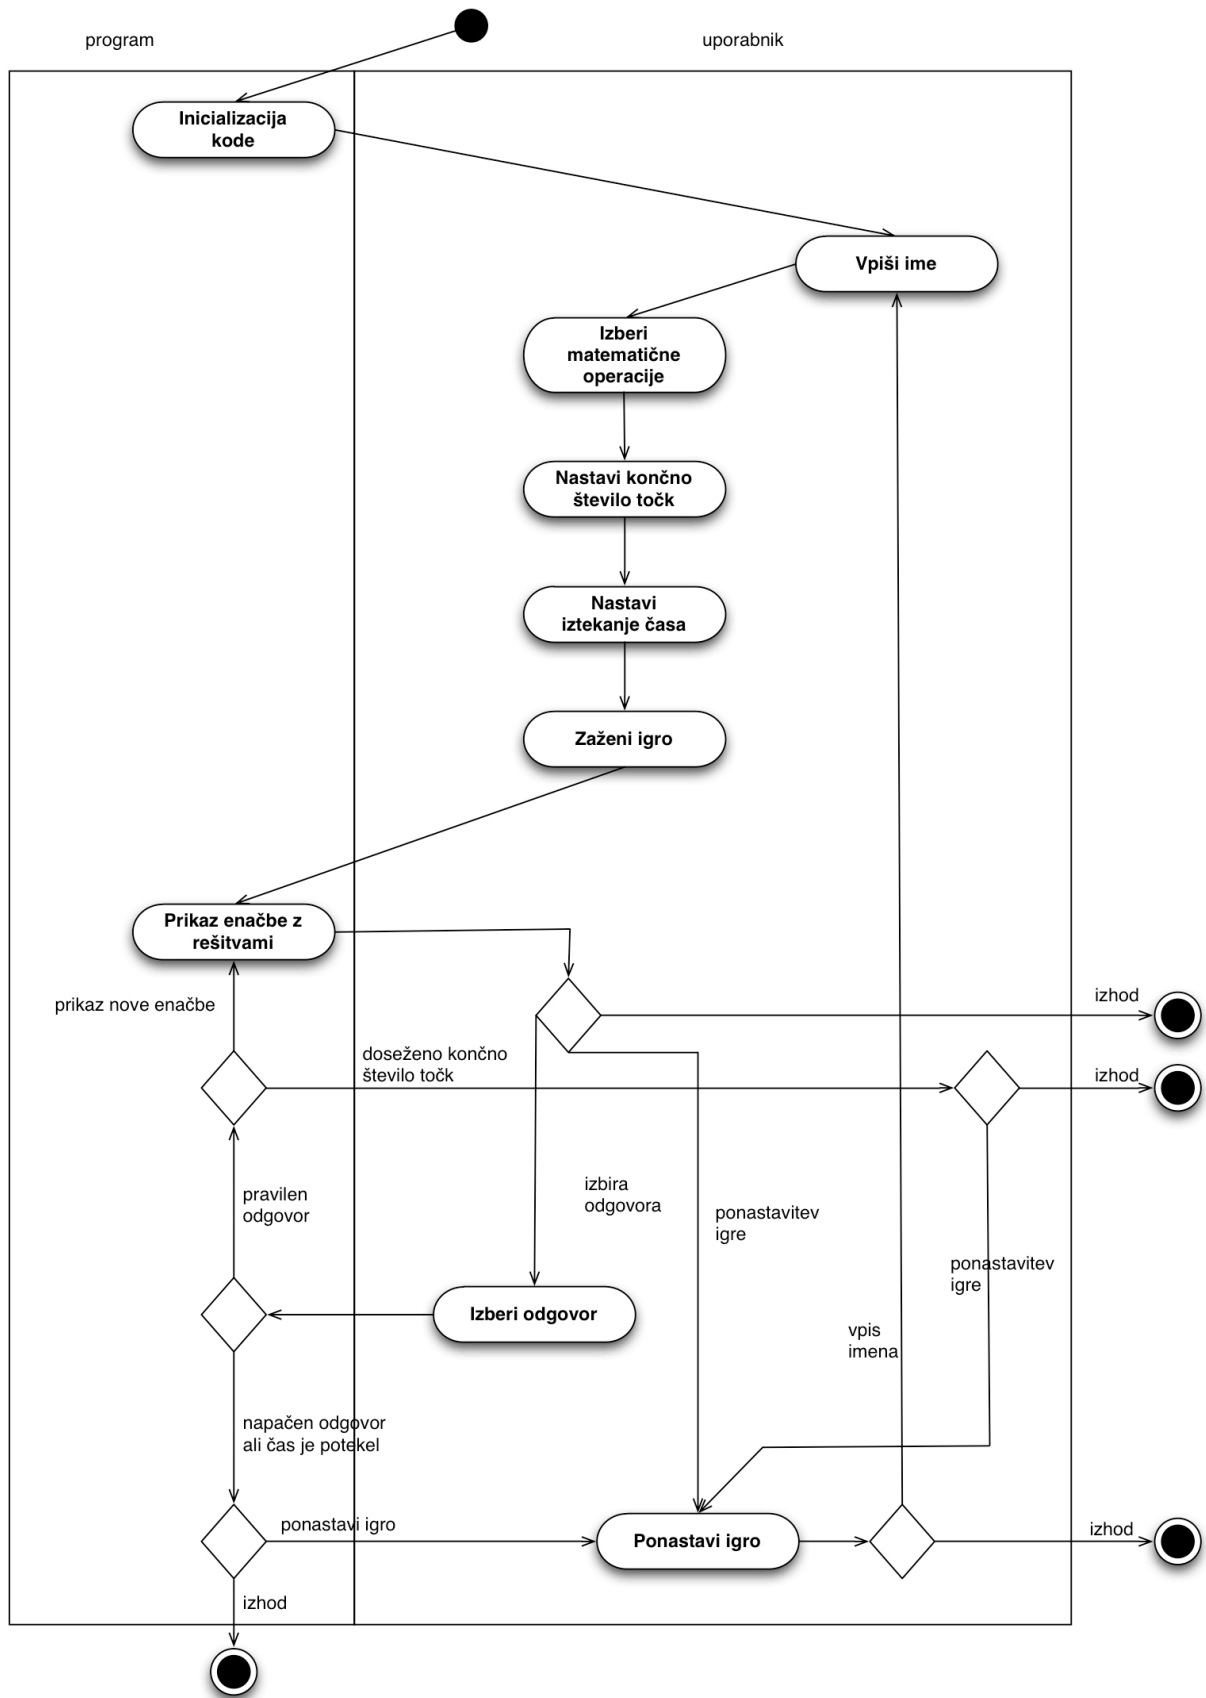 program
uporabnik
Inicializacija
kode
Vpiši ime
Izberi
matematične
operacije
Nastavi končno
število točk
Nastavi
iztekanje časa
Zaženi igro
Prikaz enačbe z
rešitvami
prikaz nove enačbe
izhod
doseženo končno
število točk
izhod
pravilen
odgovor
izbira
odgovora
ponastavitev
igre
ponastavitev
igre
Izberi odgovor
vpis
imena
napačen odgovor
ali čas je potekel
ponastavi igro
Ponastavi igro
izhod
izhod